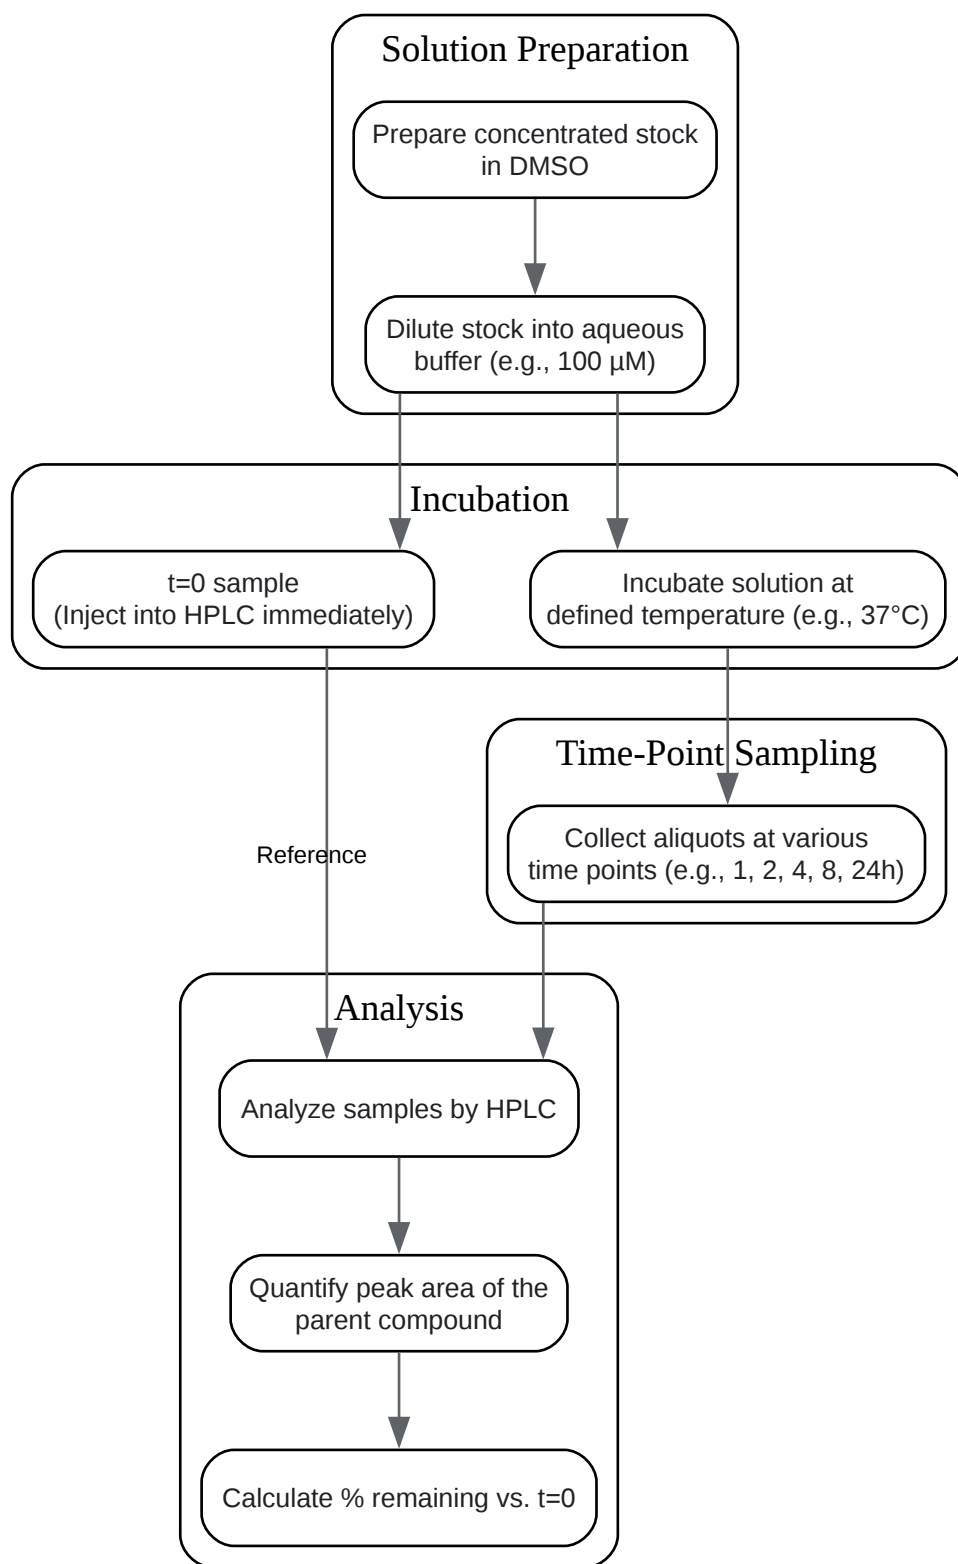 Solution Preparation
Prepare concentrated stock
in DMSO
Dilute stock into aqueous
buffer (e.g., 100 µM)
Incubation
t=0 sample
(Inject into HPLC immediately)
Incubate solution at
defined temperature (e.g., 37°C)
Time-Point Sampling
Collect aliquots at various
time points (e.g., 1, 2, 4, 8, 24h)
Reference
Analysis
Analyze samples by HPLC
Quantify peak area of the
parent compound
Calculate % remaining vs. t=0